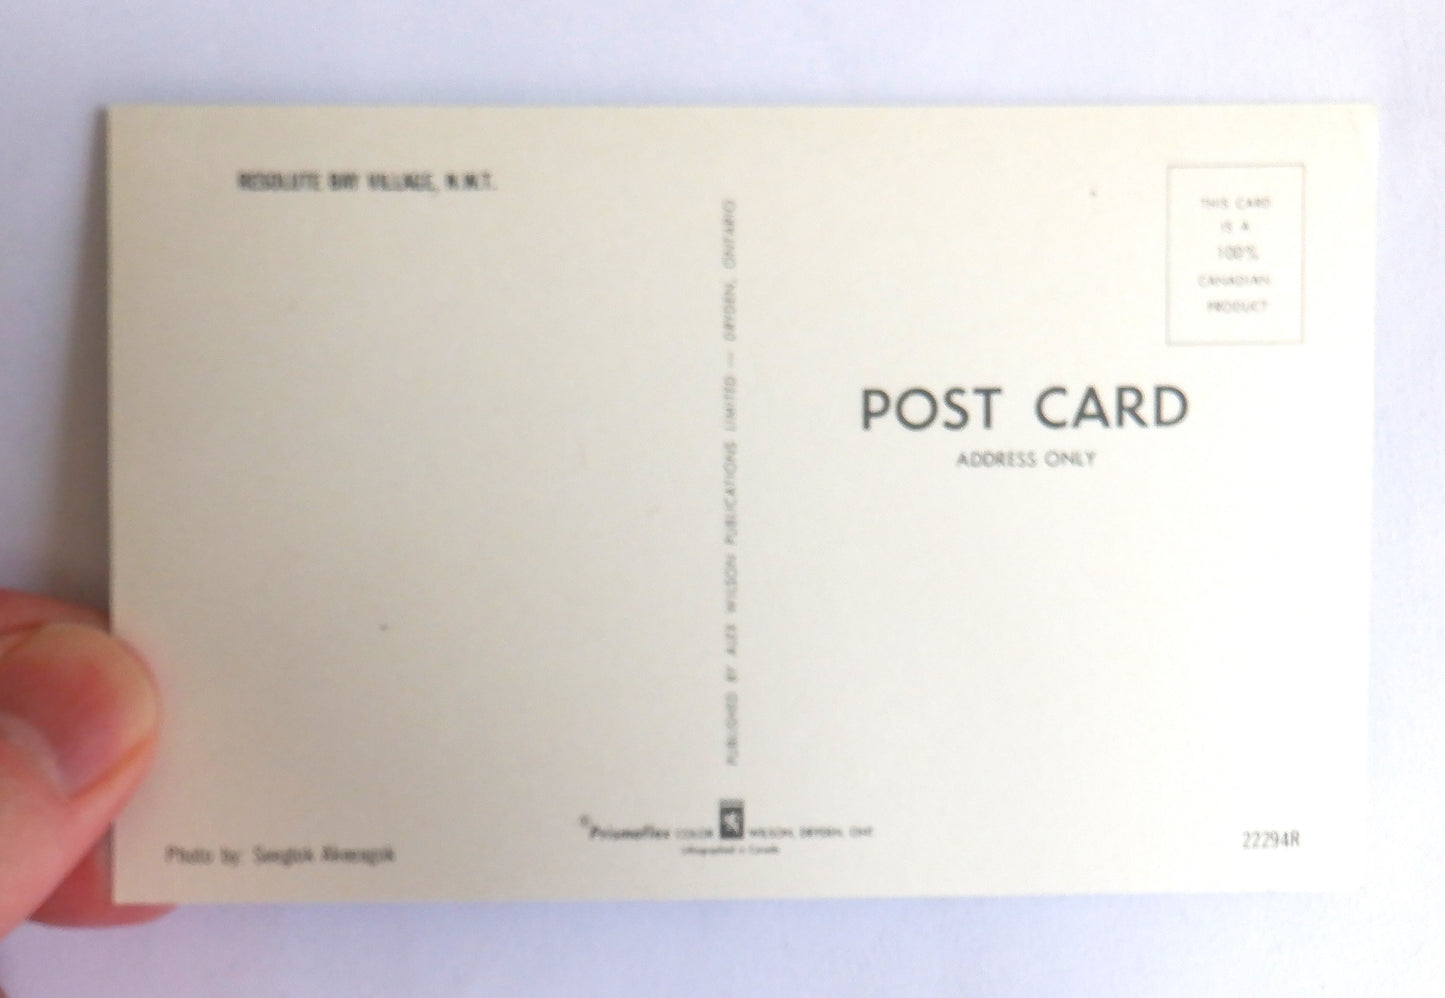 RESOLUTE BAY VILLAGE, N.W.T.
THIS CARD
IS A
100%
CANADIAN
PRODUCT
POST CARD
ADDRESS ONLY
PUBLISHED BY ALEX WILSON PUBLICATIONS LIMITED — DRYDEN, ONTARIO
Photo by:
©Prismaflex COLOR WILSON, DRYDEN, ONT.
Lithographed in Canada
22294R